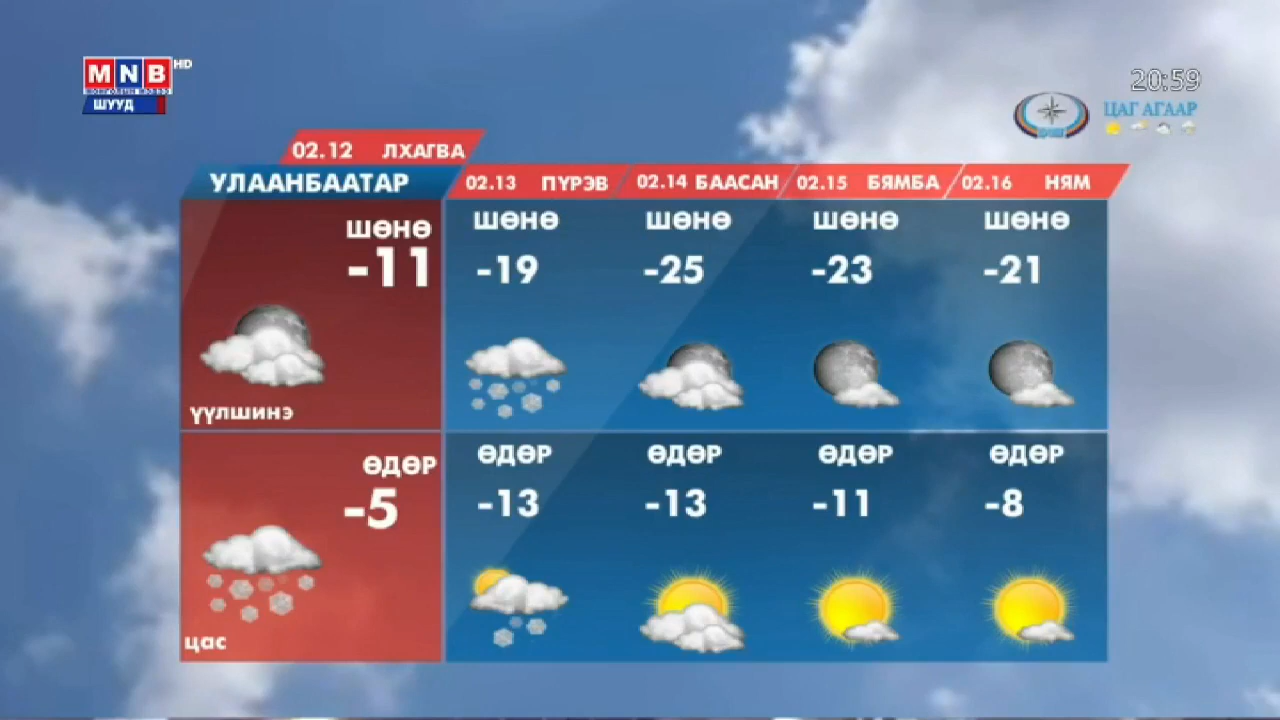 MNB HD
МОНГОЛЫН МЭДЭЭ
ШУУД
20:59
ЦАГ АГААР
02.12 ЛХАГВА
УЛААНБААТАР
02.13 ПҮРЭВ
02.14 БААСАН
02.15 БЯМБА
02.16 НЯМ
ШӨНӨ
-11
үүлшинэ
ШӨНӨ
-19
ШӨНӨ
-25
ШӨНӨ
-23
ШӨНӨ
-21
ӨДӨР
-5
цас
ӨДӨР
-13
ӨДӨР
-13
ӨДӨР
-11
ӨДӨР
-8